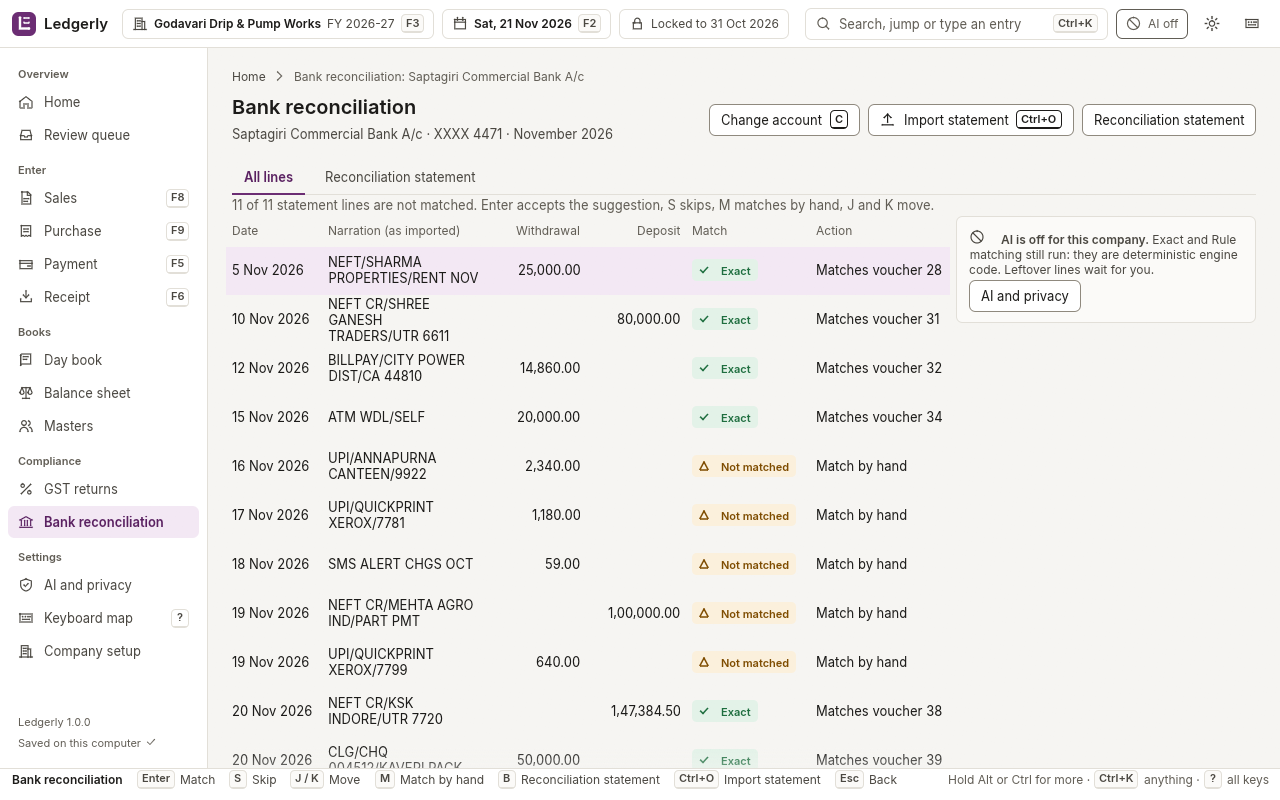 Ledgerly
Godavari Drip & Pump Works FY 2026-27 F3
Sat, 21 Nov 2026 F2
Locked to 31 Oct 2026
Search, jump or type an entry Ctrl+K
AI off
Overview
Home
Review queue
Enter
Sales F8
Purchase F9
Payment F5
Receipt F6
Books
Day book
Balance sheet
Masters
Compliance
GST returns
Bank reconciliation
Settings
AI and privacy
Keyboard map ?
Company setup
Ledgerly 1.0.0
Saved on this computer
Home > Bank reconciliation: Saptagiri Commercial Bank A/c
Bank reconciliation
Saptagiri Commercial Bank A/c · XXXX 4471 · November 2026
Change account C
Import statement Ctrl+O
Reconciliation statement
All lines
Reconciliation statement
11 of 11 statement lines are not matched. Enter accepts the suggestion, S skips, M matches by hand, J and K move.
Date Narration (as imported) Withdrawal Deposit Match Action
5 Nov 2026 NEFT/SHARMA PROPERTIES/RENT NOV 25,000.00 Exact Matches voucher 28
10 Nov 2026 NEFT CR/SHREE GANESH TRADERS/UTR 6611 80,000.00 Exact Matches voucher 31
12 Nov 2026 BILLPAY/CITY POWER DIST/CA 44810 14,860.00 Exact Matches voucher 32
15 Nov 2026 ATM WDL/SELF 20,000.00 Exact Matches voucher 34
16 Nov 2026 UPI/ANNAPURNA CANTEEN/9922 2,340.00 Not matched Match by hand
17 Nov 2026 UPI/QUICKPRINT XEROX/7781 1,180.00 Not matched Match by hand
18 Nov 2026 SMS ALERT CHGS OCT 59.00 Not matched Match by hand
19 Nov 2026 NEFT CR/MEHTA AGRO IND/PART PMT 1,00,000.00 Not matched Match by hand
19 Nov 2026 UPI/QUICKPRINT XEROX/7799 640.00 Not matched Match by hand
20 Nov 2026 NEFT CR/KSK INDORE/UTR 7720 1,47,384.50 Exact Matches voucher 38
20 Nov 2026 CLG/CHQ 004512/KAVERI PACK 50,000.00 Exact Matches voucher 39
AI is off for this company. Exact and Rule
matching still run: they are deterministic engine
code. Leftover lines wait for you.
AI and privacy
Bank reconciliation Enter Match S Skip J / K Move M Match by hand B Reconciliation statement Ctrl+O Import statement Esc Back Hold Alt or Ctrl for more · Ctrl+K anything · ? all keys